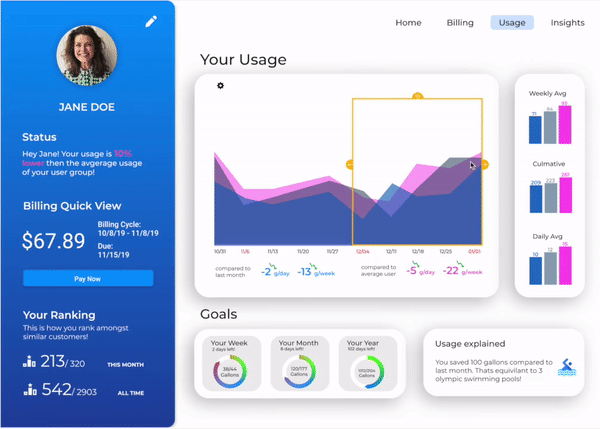 Home
Billing
Usage
Insights
JANE DOE
Status
Hey Jane! Your usage is 10%
lower then the avgerage usage
of your user group!
Billing Quick View
$67.89
Billing Cycle:
10/8/19 - 11/8/19
Due:
11/15/19
Pay Now
Your Ranking
This is how you rank amongst
similar customers!
213/ 320
THIS MONTH
542/ 2903
ALL TIME
Your Usage
10/31
11/6
11/13
11/20
11/27
12/04
12/11
12/18
12/25
01/01
compared to
last month
-2 g/day
-13 g/week
compared to
average user
-5 g/day
-22 g/week
Weekly Avg
71
84
95
Culmative
209
223
261
Daily Avg
10
12
15
Goals
Your Week
2 days left!
38/44
Gallons
Your Month
8 days left!
120/177
Gallons
Your Year
102 days left!
Gallons
Usage explained
You saved 100 gallons compared to
last month. Thats equivilant to 3
olympic swimming pools!